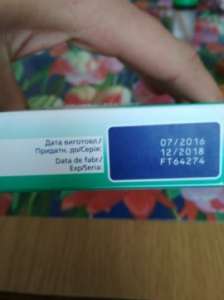 Дата виготовл./
Придатн. до/Серія:
Data de fabr./
Exp/Seria:
07/2016
12/2018
FT64274